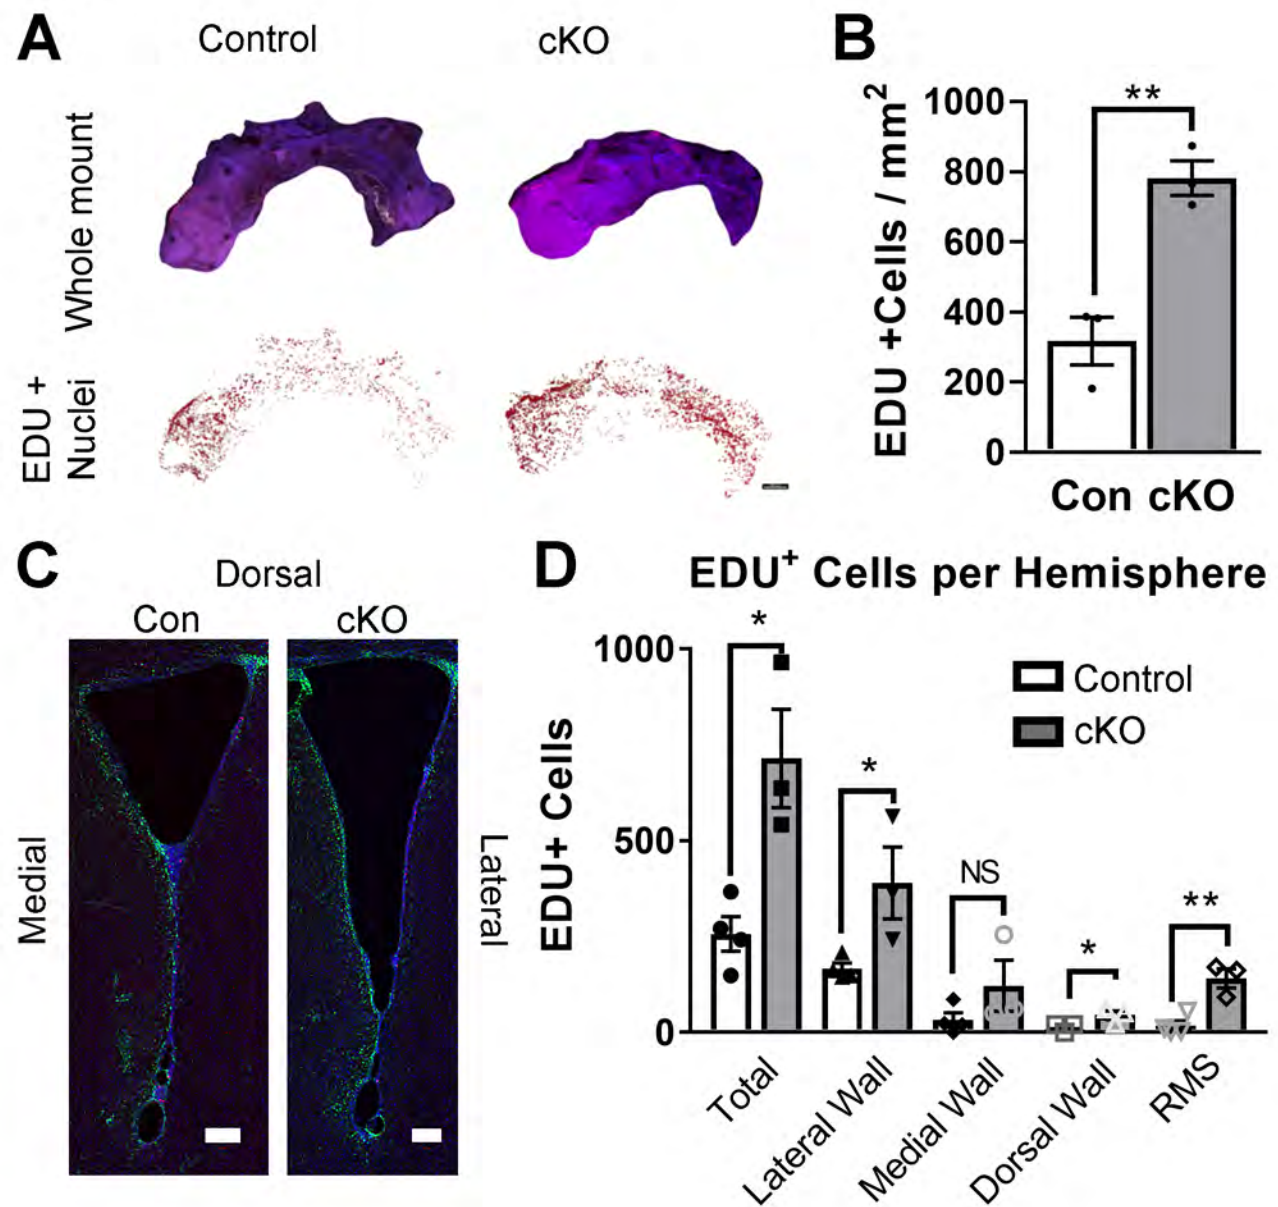 A
Control
cKO
Whole mount
EDU +
Nuclei
B
EDU +Cells / mm2
1000
800
600
400
200
0
**
Con cKO
C
Dorsal
Con
cKO
Medial
Lateral
D
EDU+ Cells per Hemisphere
EDU+ Cells
1000
500
0
*
*
NS
*
**
Control
cKO
Total
Lateral Wall
Medial Wall
Dorsal Wall
RMS